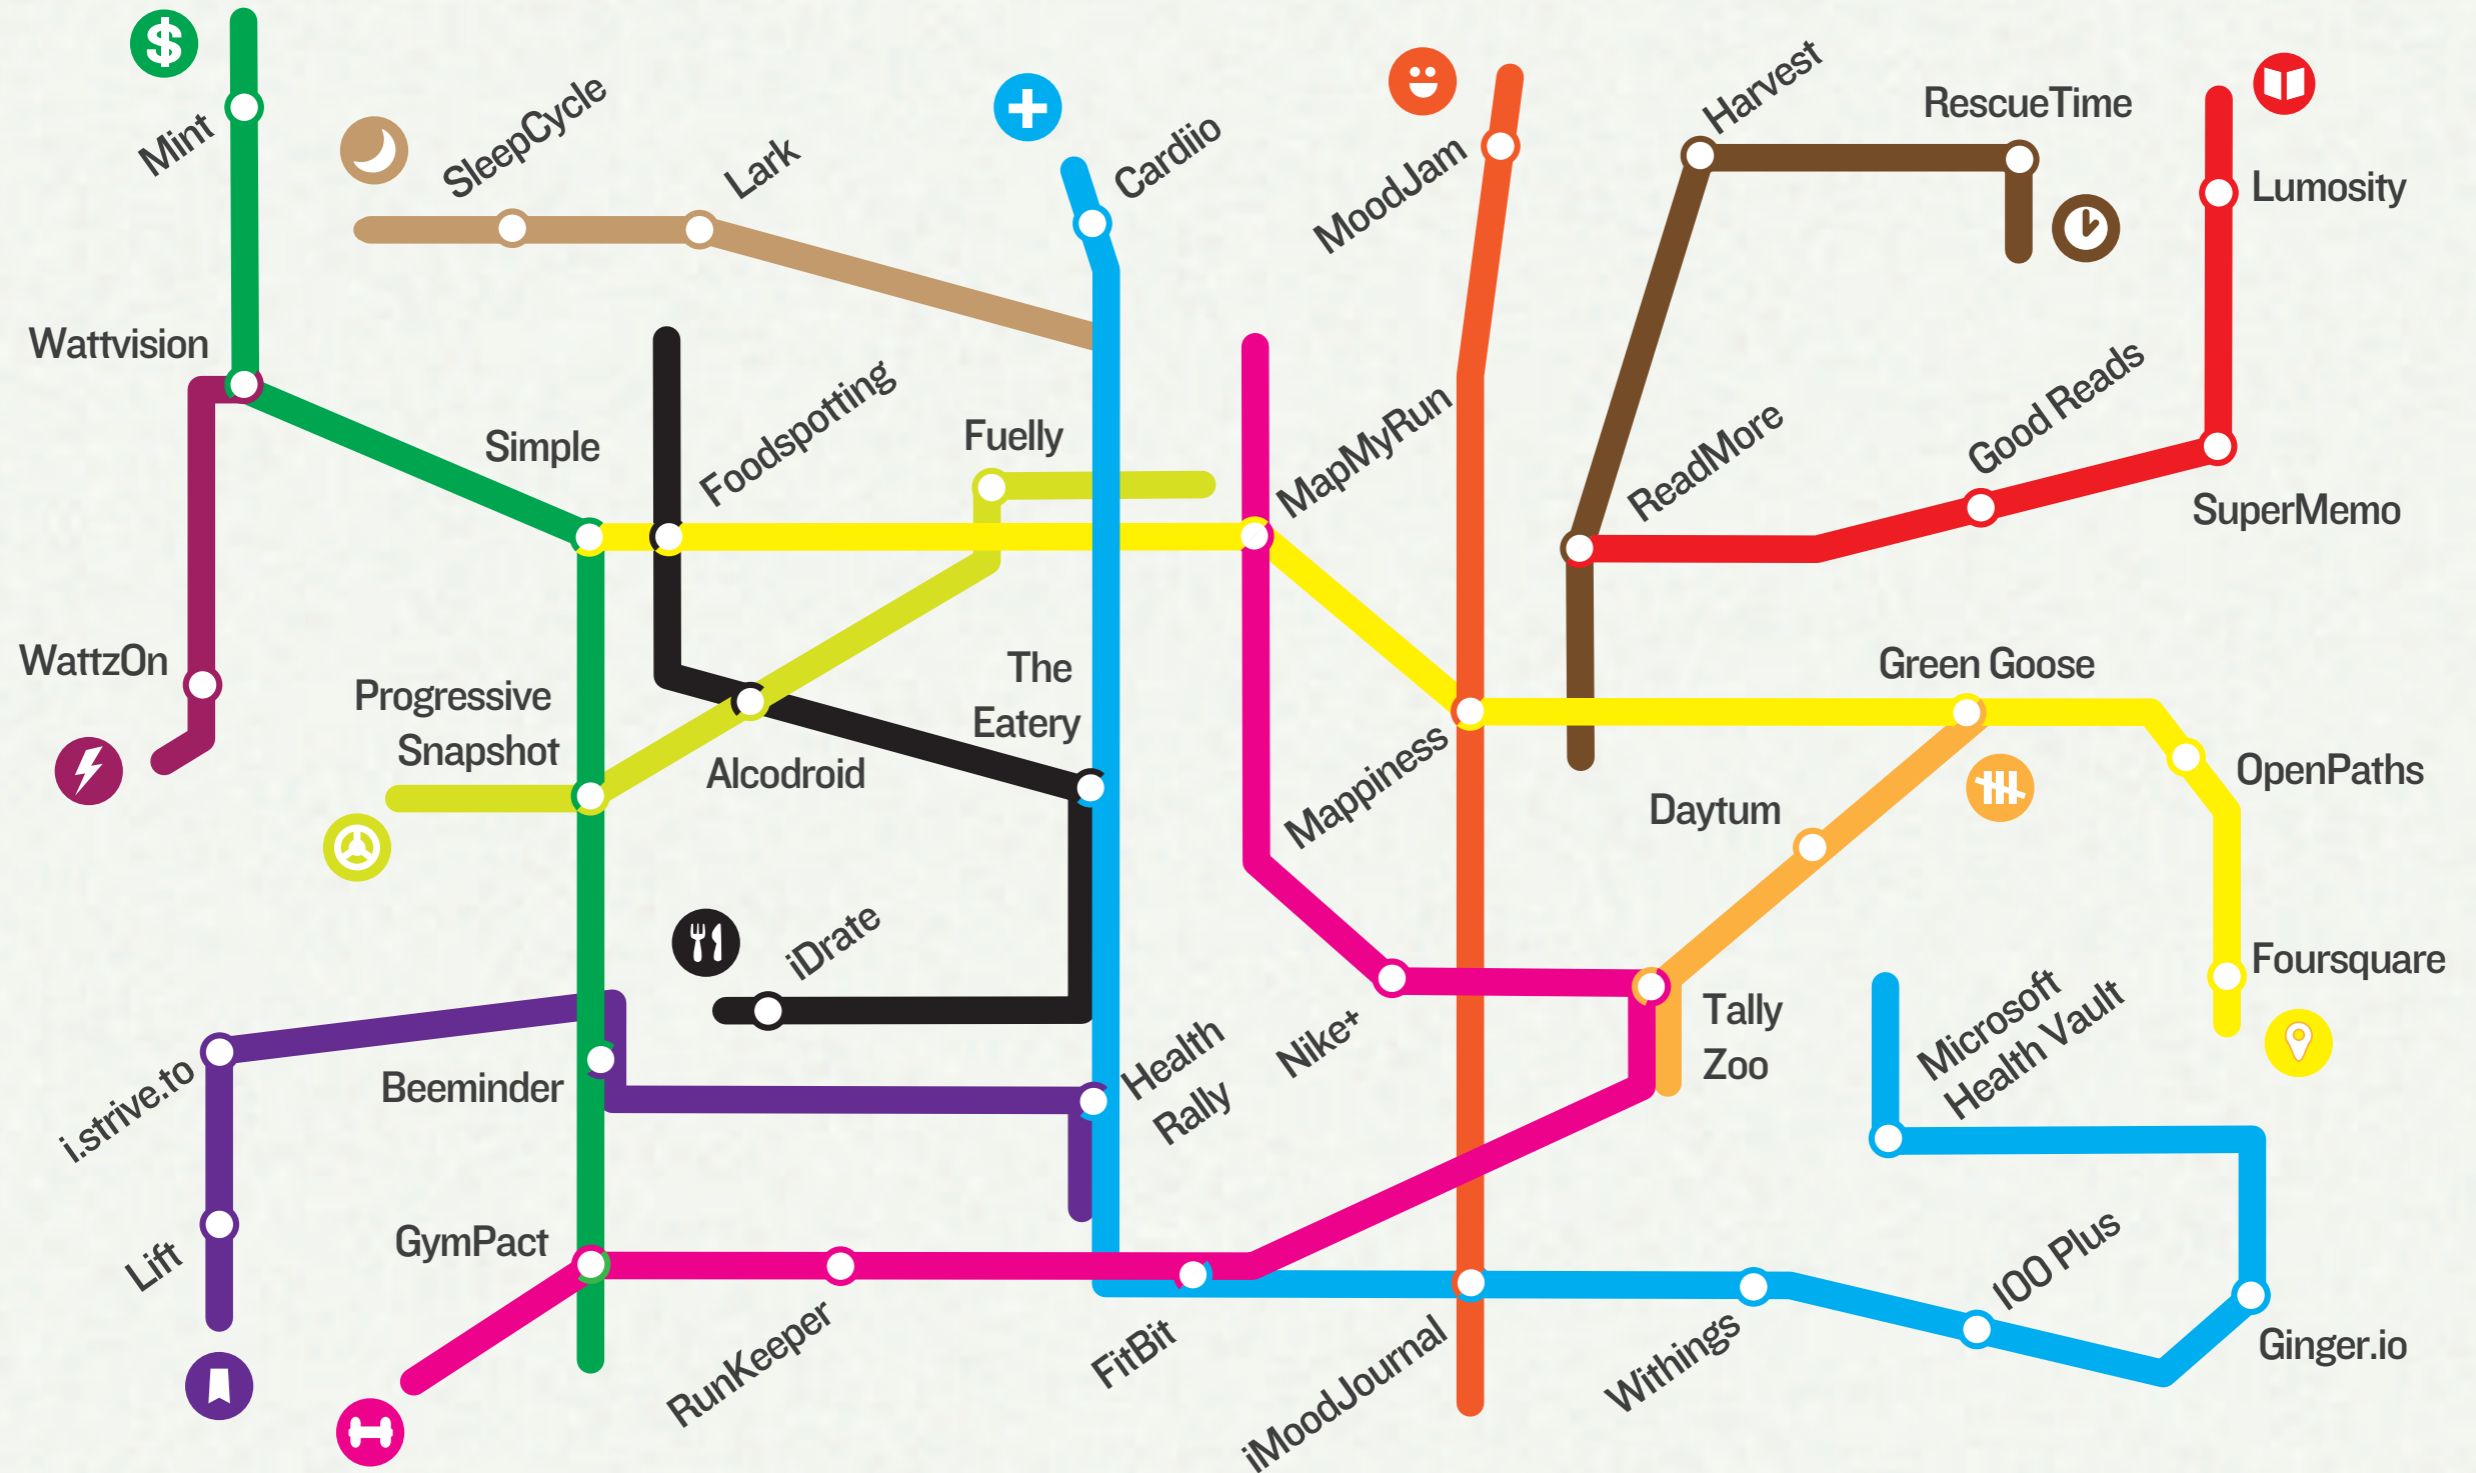 Mint
SleepCycle
Lark
Cardiio
MoodJam
Harvest
RescueTime
Lumosity
Wattvision
Simple
Foodspotting
Fuelly
MapMyRun
ReadMore
Good Reads
SuperMemo
WattzOn
Progressive
Snapshot
Alcodroid
The
Eatery
Mappiness
Green Goose
OpenPaths
Daytum
iDrate
Foursquare
i.strive.to
Beeminder
Health
Rally
Nike+
Tally
Zoo
Microsoft
Health Vault
Lift
GymPact
RunKeeper
FitBit
iMoodJournal
Withings
100 Plus
Ginger.io